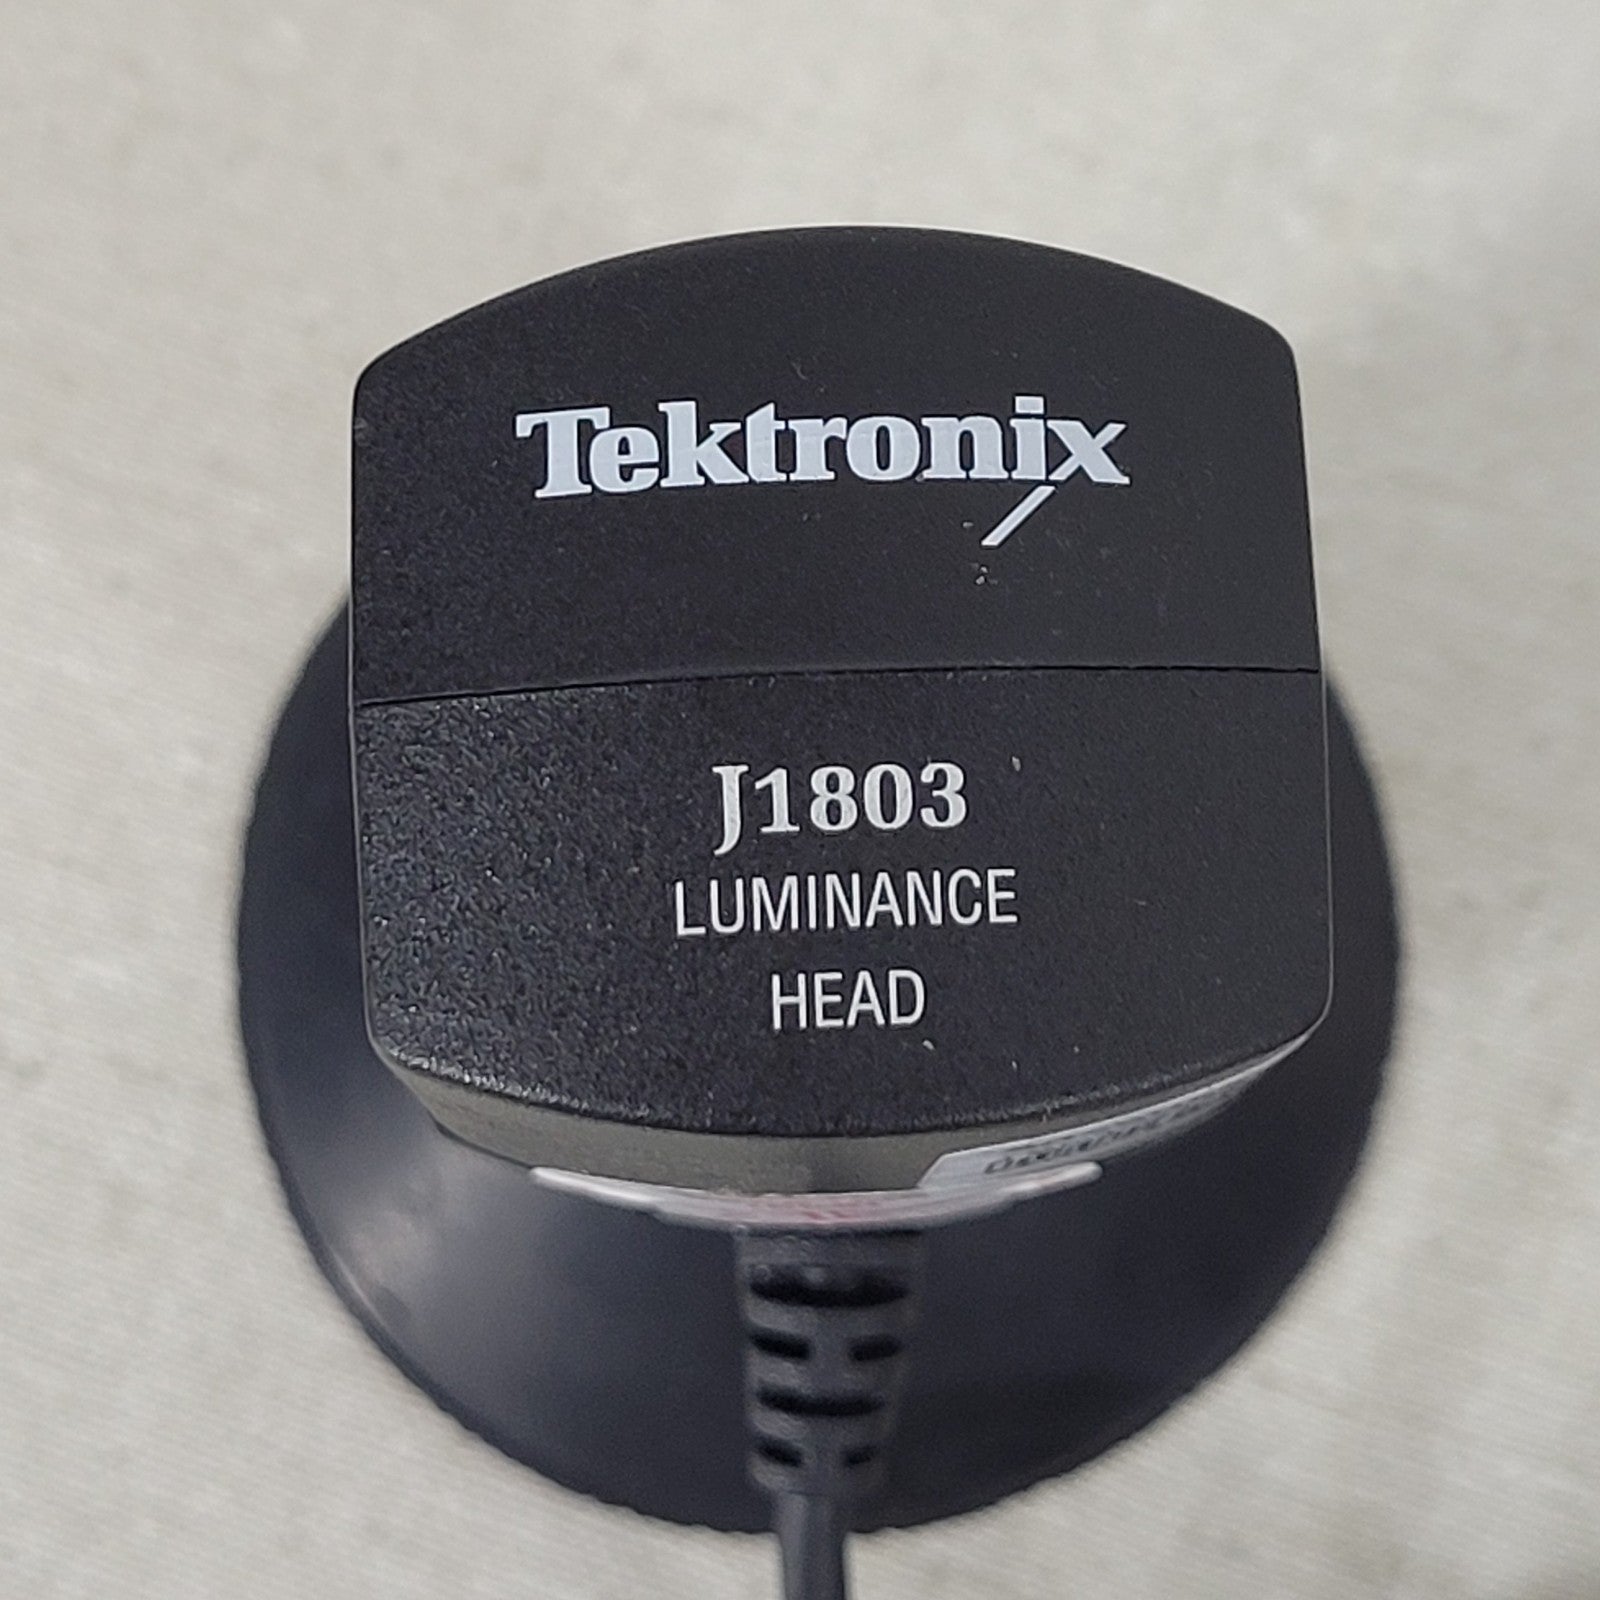 Tektronix
J1803
LUMINANCE
HEAD